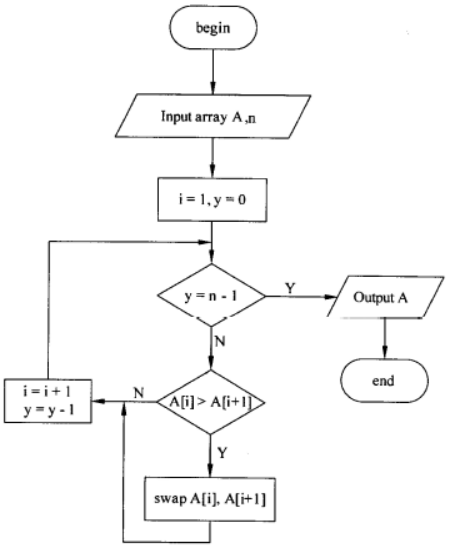 begin
Input array A,n
i = 1, y = 0
y = n - 1
Y
Output A
N
end
A[i] > A[i+1]
N
i = i + 1
y = y - 1
Y
swap A[i], A[i+1]